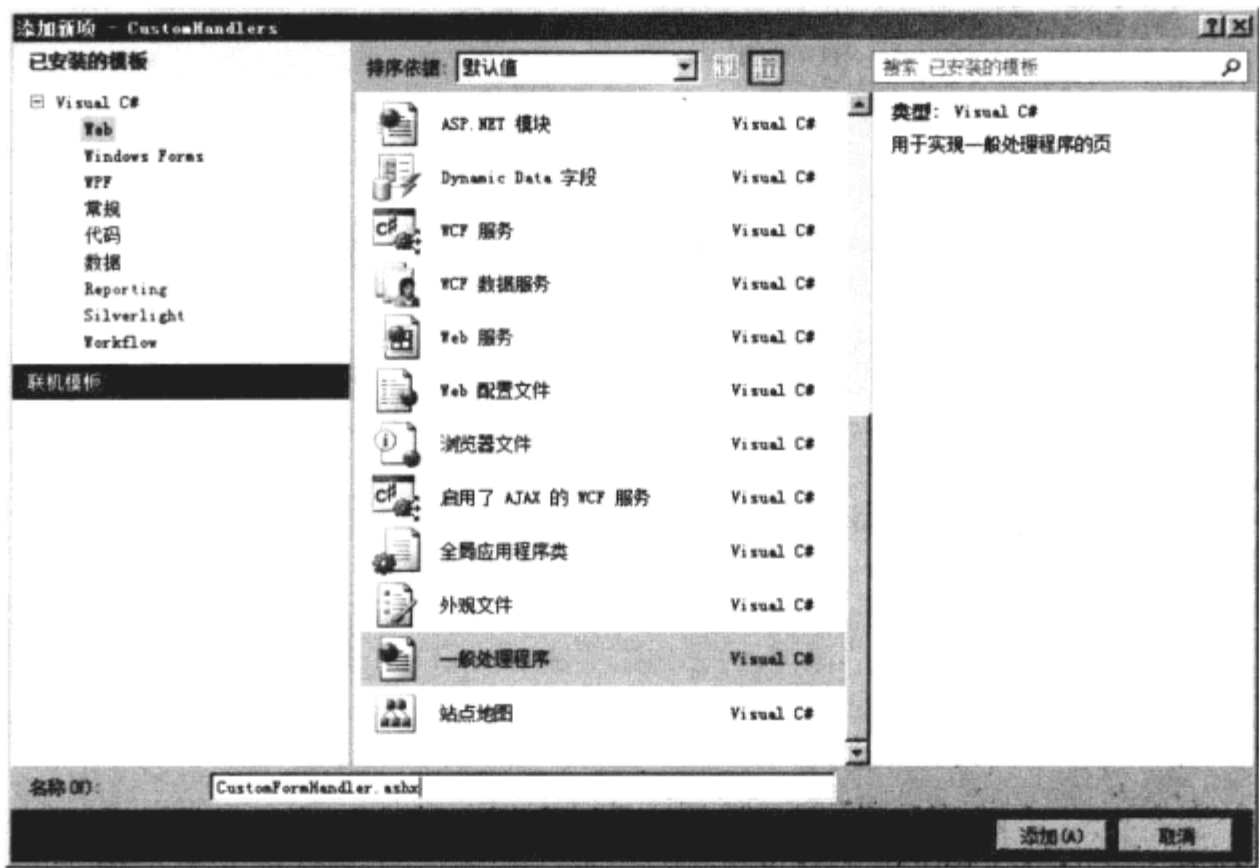 添加新项 - CustomHandlers
已安装的模板
Visual C#
Web
Windows Forms
WPF
常规
代码
数据
Reporting
Silverlight
Workflow
联机模板
排序依据: 默认值
ASP.NET 模块 Visual C#
Dynamic Data 字段 Visual C#
WCF 服务 Visual C#
WCF 数据服务 Visual C#
Web 服务 Visual C#
Web 配置文件 Visual C#
浏览器文件 Visual C#
启用了 AJAX 的 WCF 服务 Visual C#
全局应用程序类 Visual C#
外观文件 Visual C#
一般处理程序 Visual C#
站点地图 Visual C#
搜索 已安装的模板
类型: Visual C#
用于实现一般处理程序的页
名称(N): CustomFormHandler.ashx
添加(A)
取消